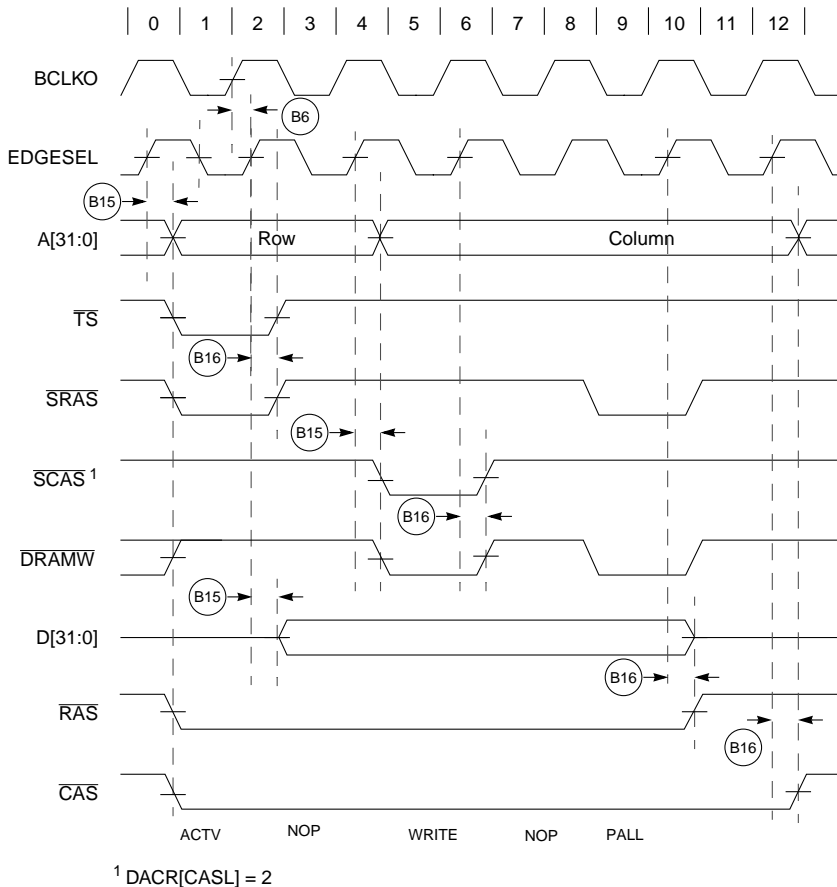 0 1 2 3 4 5 6 7 8 9 10 11 12
BCLKO
B6
EDGESEL
B15
A[31:0] Row Column
TS
B16
SRAS
B15
SCAS 1
B16
DRAMW
B15
D[31:0]
B16
RAS
B16
CAS
ACTV NOP WRITE NOP PALL
1 DACR[CASL] = 2